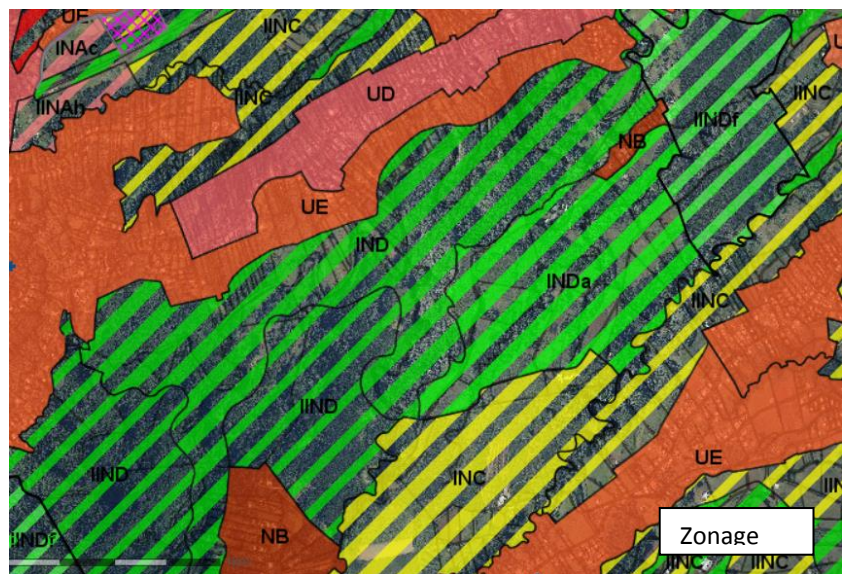 UE
INAc
IINC
IINAh
IINC
UD
U
IINC
IINDf
NB
UE
IND
INDa
IINC
IIND
IIND
INC
UE
NB
IINDf
Zonage
IINC
IINC